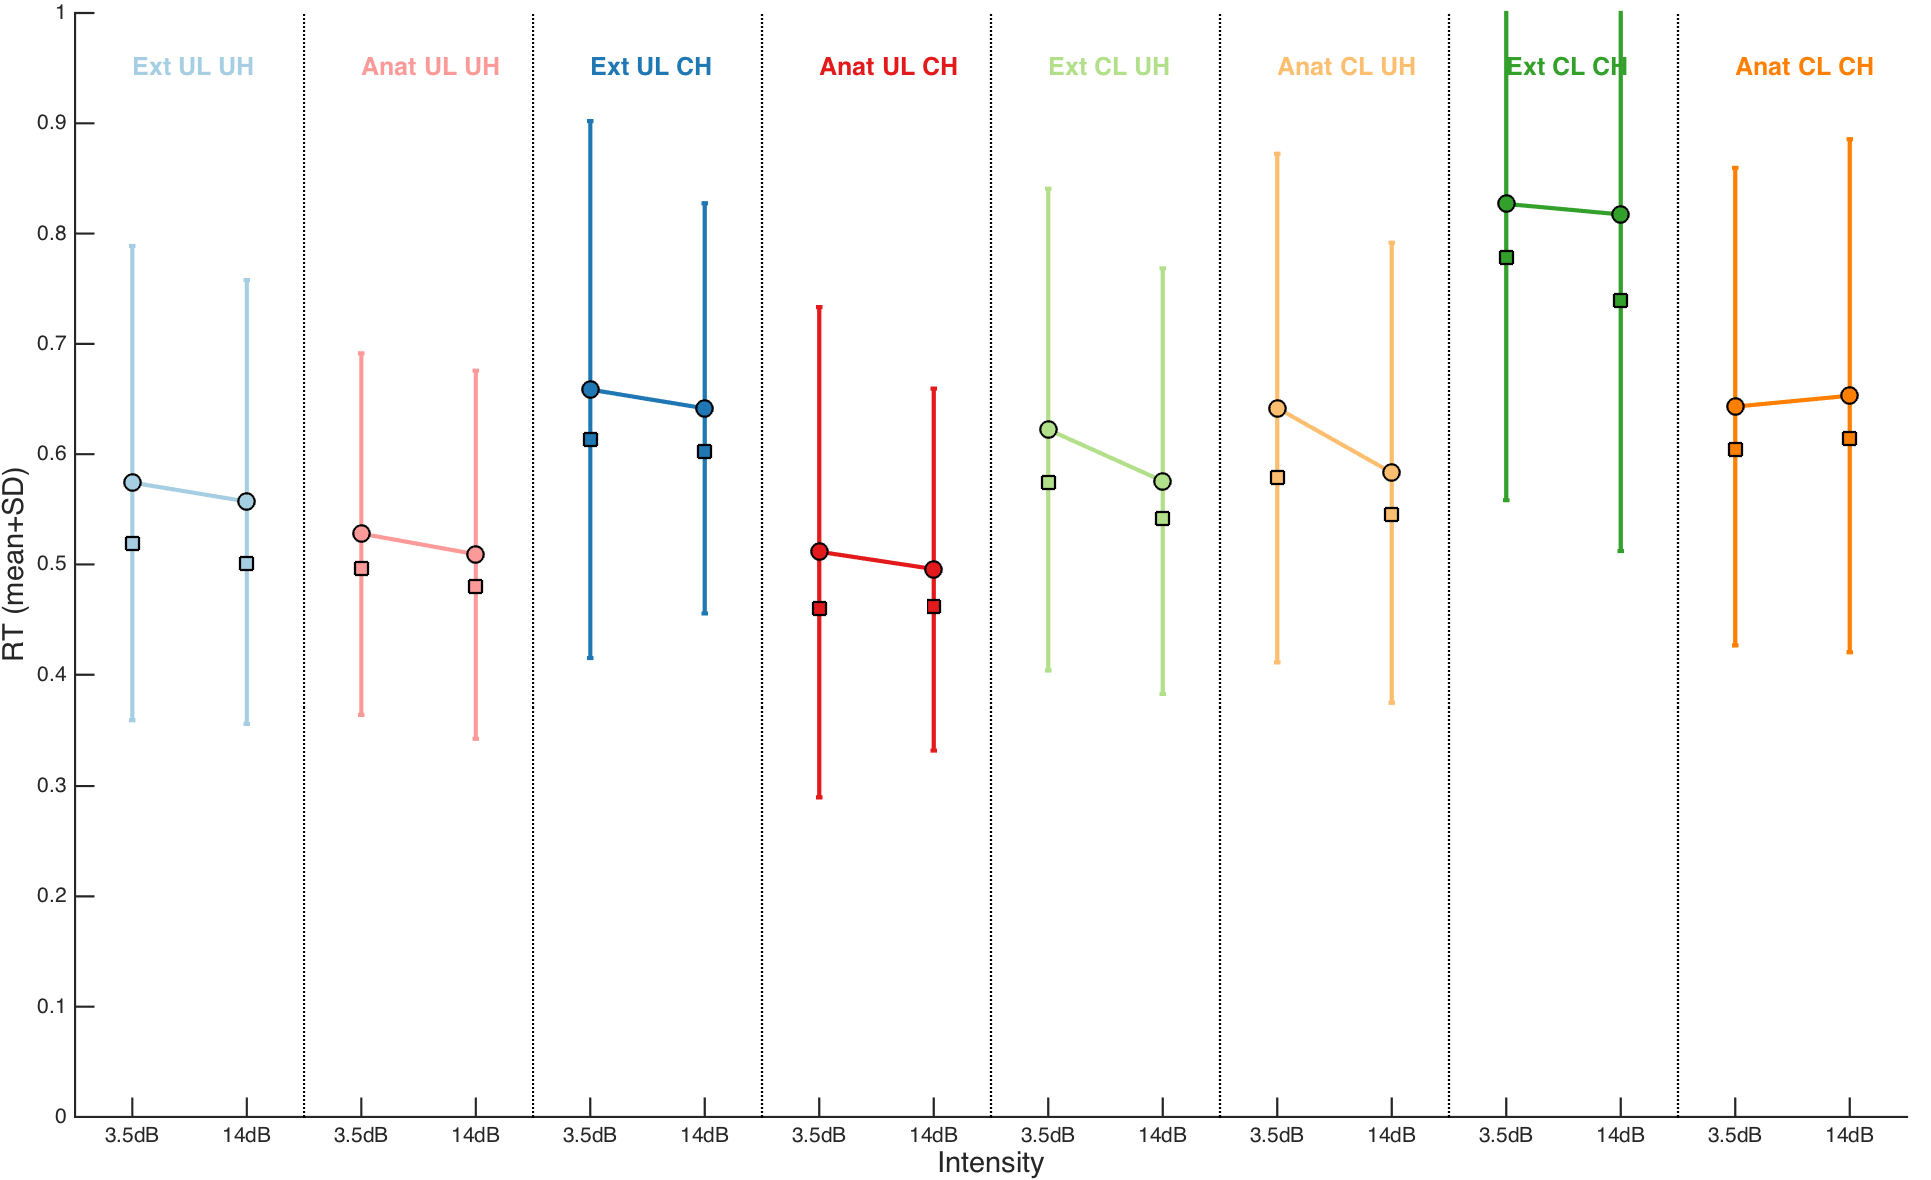 Ext UL UH Anat UL UH Ext UL CH Anat UL CH Ext CL UH Anat CL UH Ext CL CH Anat CL CH
1
0.9
0.8
0.7
0.6
0.5
0.4
0.3
0.2
0.1
0
RT (mean+SD)
3.5dB 14dB 3.5dB 14dB 3.5dB 14dB 3.5dB 14dB 3.5dB 14dB 3.5dB 14dB 3.5dB 14dB 3.5dB 14dB
Intensity